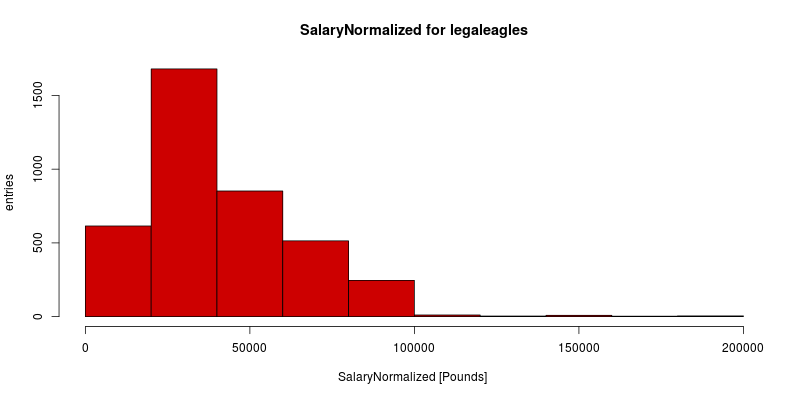 SalaryNormalized for legaleagles
entries
1500
1000
500
0
0 50000 100000 150000 200000
SalaryNormalized [Pounds]